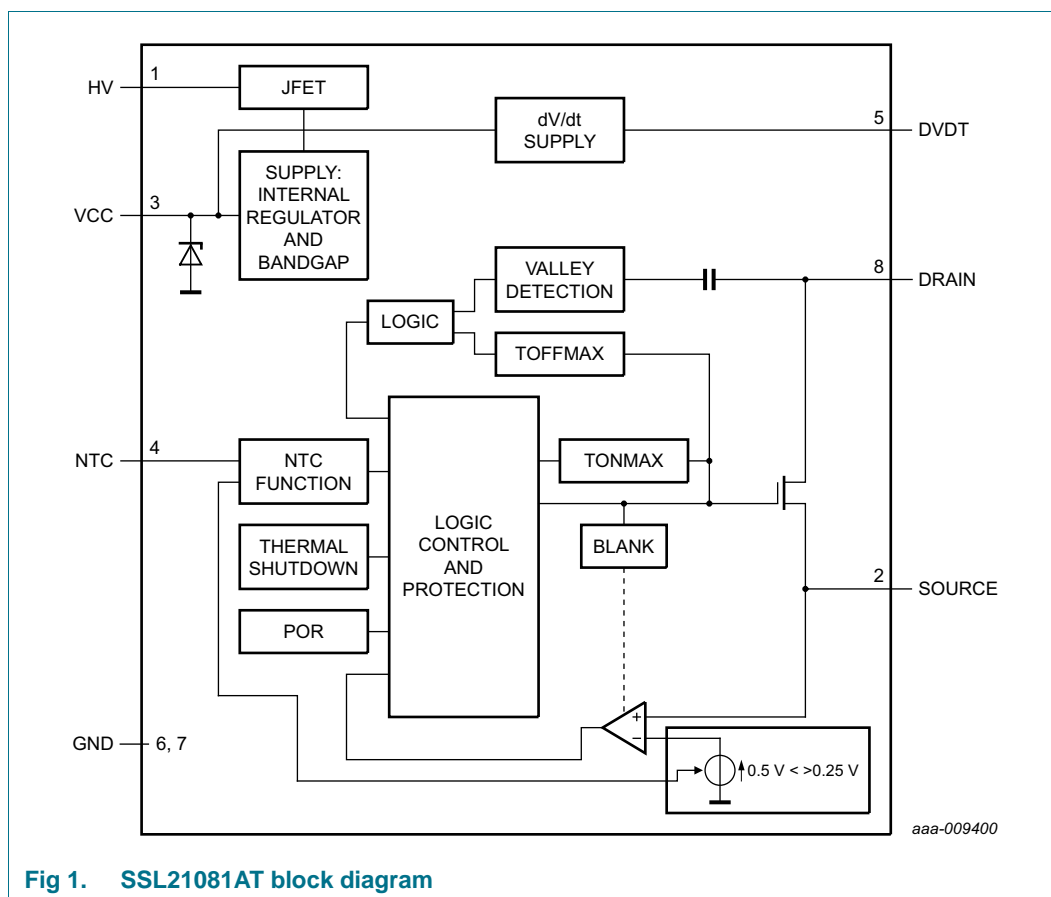 HV
1
JFET
dV/dt
SUPPLY
5
DVDT
SUPPLY:
INTERNAL
REGULATOR
AND
BANDGAP
VCC
3
VALLEY
DETECTION
8
DRAIN
LOGIC
TOFFMAX
NTC
4
NTC
FUNCTION
TONMAX
LOGIC
CONTROL
AND
PROTECTION
THERMAL
SHUTDOWN
BLANK
2
SOURCE
POR
+
−
GND
6, 7
0.5 V < >0.25 V
aaa-009400
Fig 1. SSL21081AT block diagram